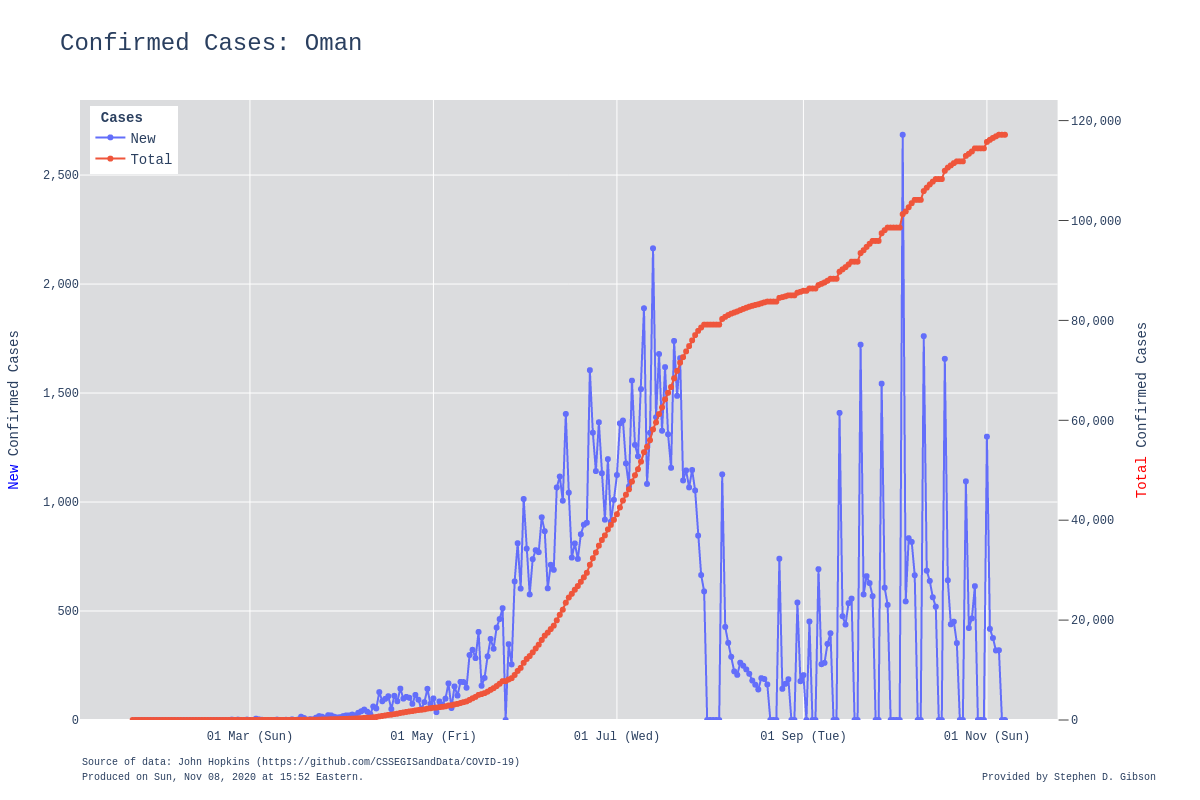 Confirmed Cases: Oman
Cases
New
Total
2,500
2,000
1,500
1,000
500
0
New Confirmed Cases
120,000
100,000
80,000
60,000
40,000
20,000
0
Total Confirmed Cases
01 Mar (Sun) 01 May (Fri) 01 Jul (Wed) 01 Sep (Tue) 01 Nov (Sun)
Source of data: John Hopkins (https://github.com/CSSEGISandData/COVID-19)
Produced on Sun, Nov 08, 2020 at 15:52 Eastern.
Provided by Stephen D. Gibson